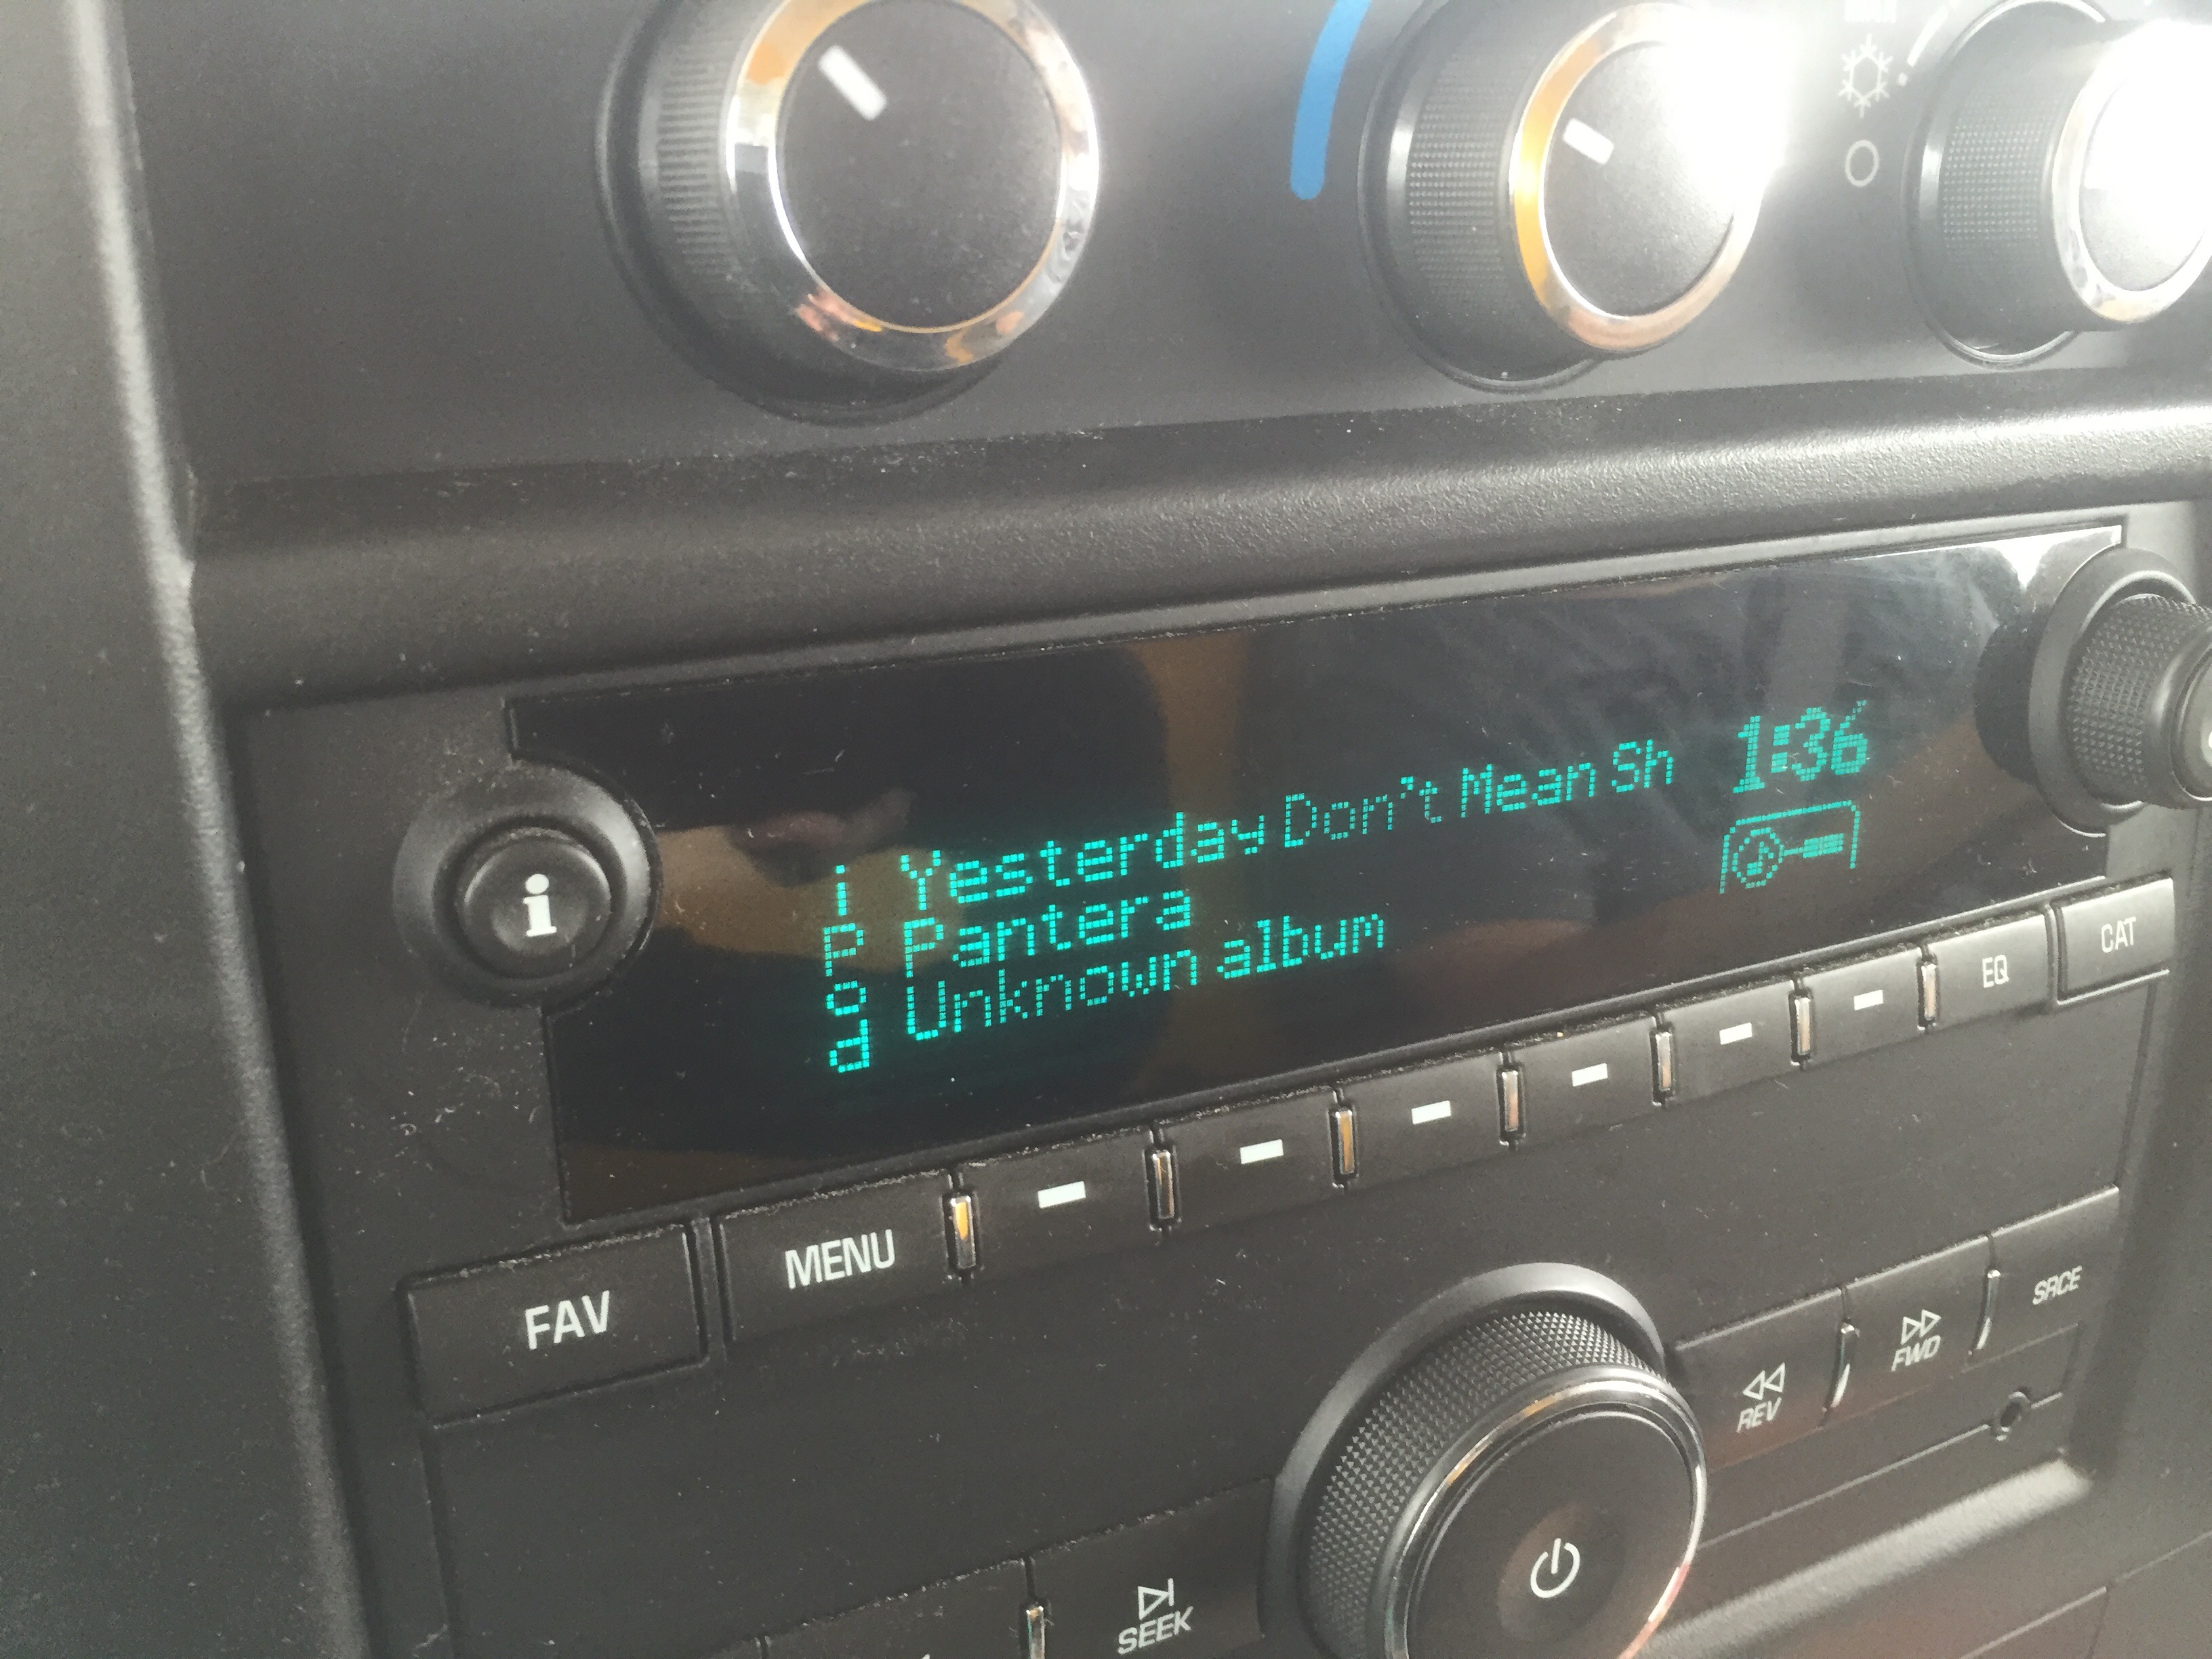 i Yesterday Don't Mean Sh 1:36
P Pantera
o Unknown album
d
i
FAV
MENU
EQ
CAT
REV
FWD
SRCE
SEEK